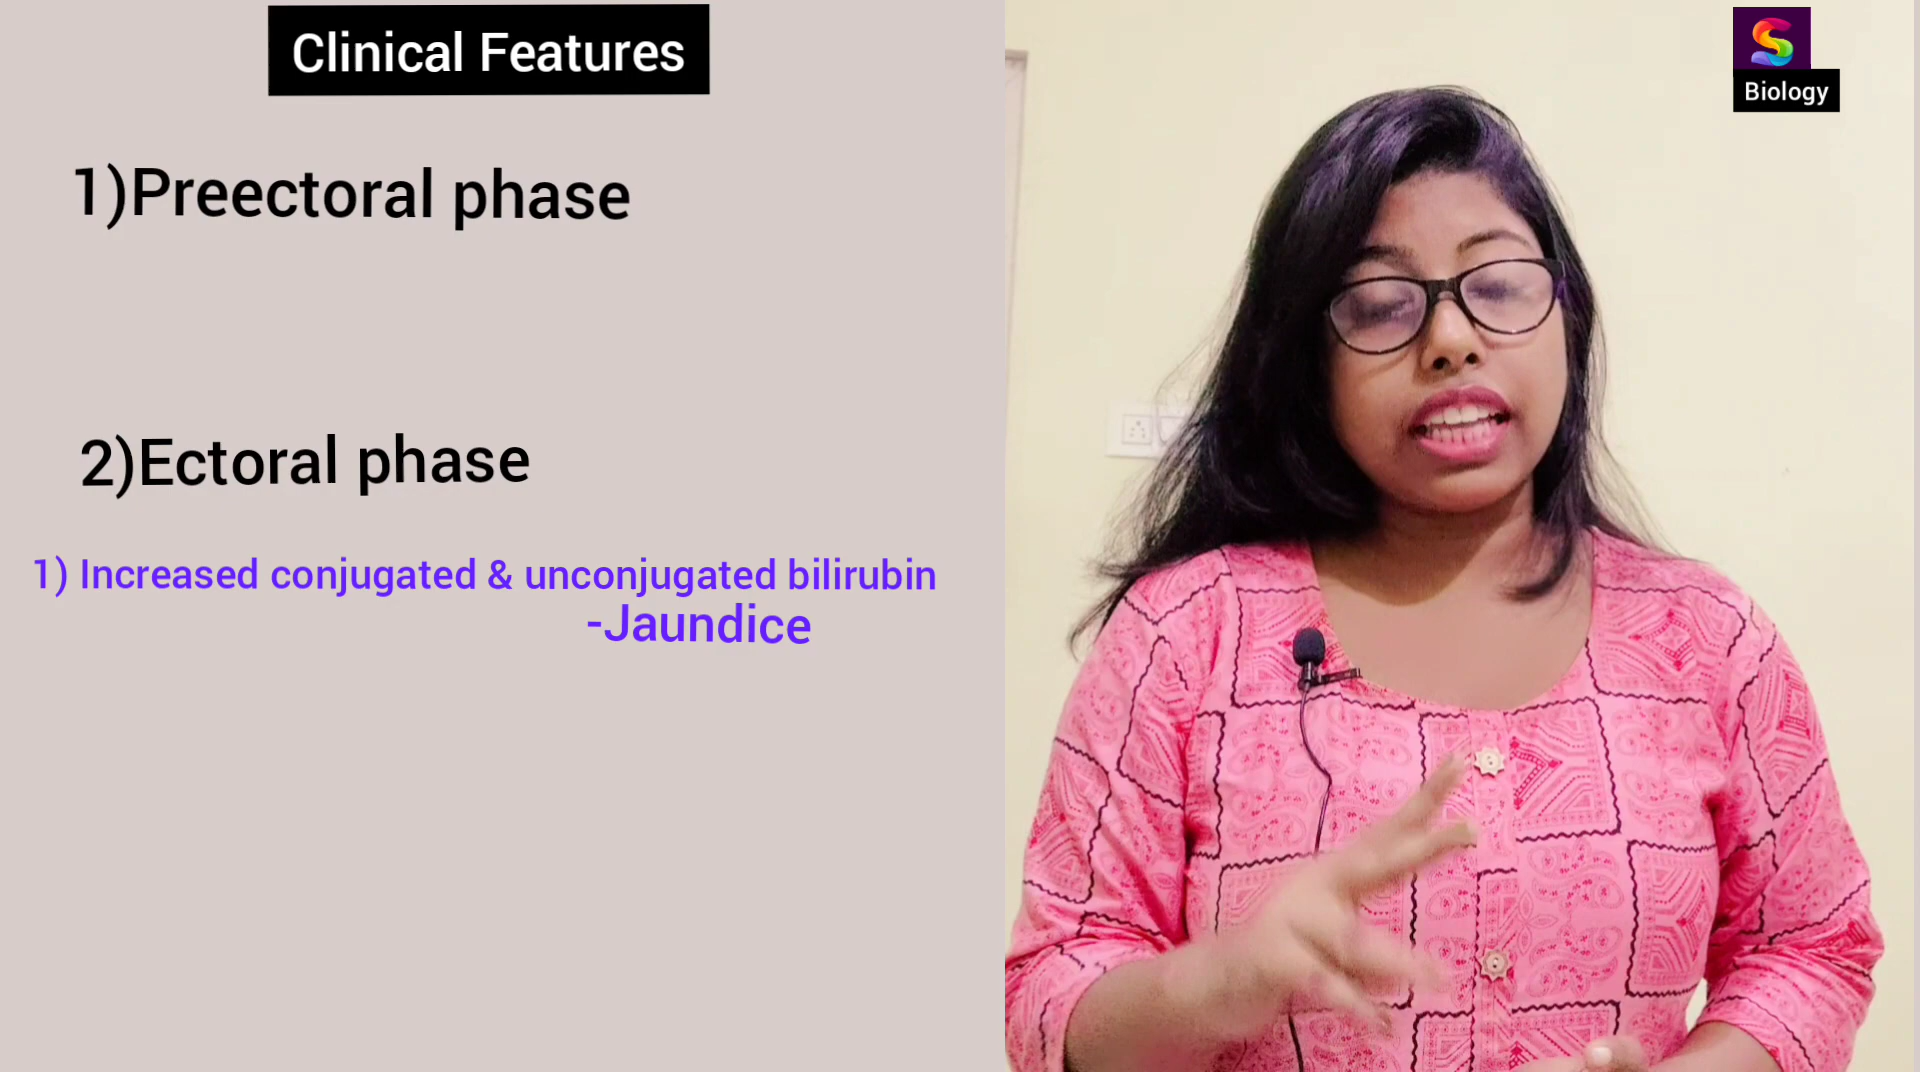 Clinical Features
1)Preectoral phase
2)Ectoral phase
1) Increased conjugated & unconjugated bilirubin
-Jaundice
S
Biology